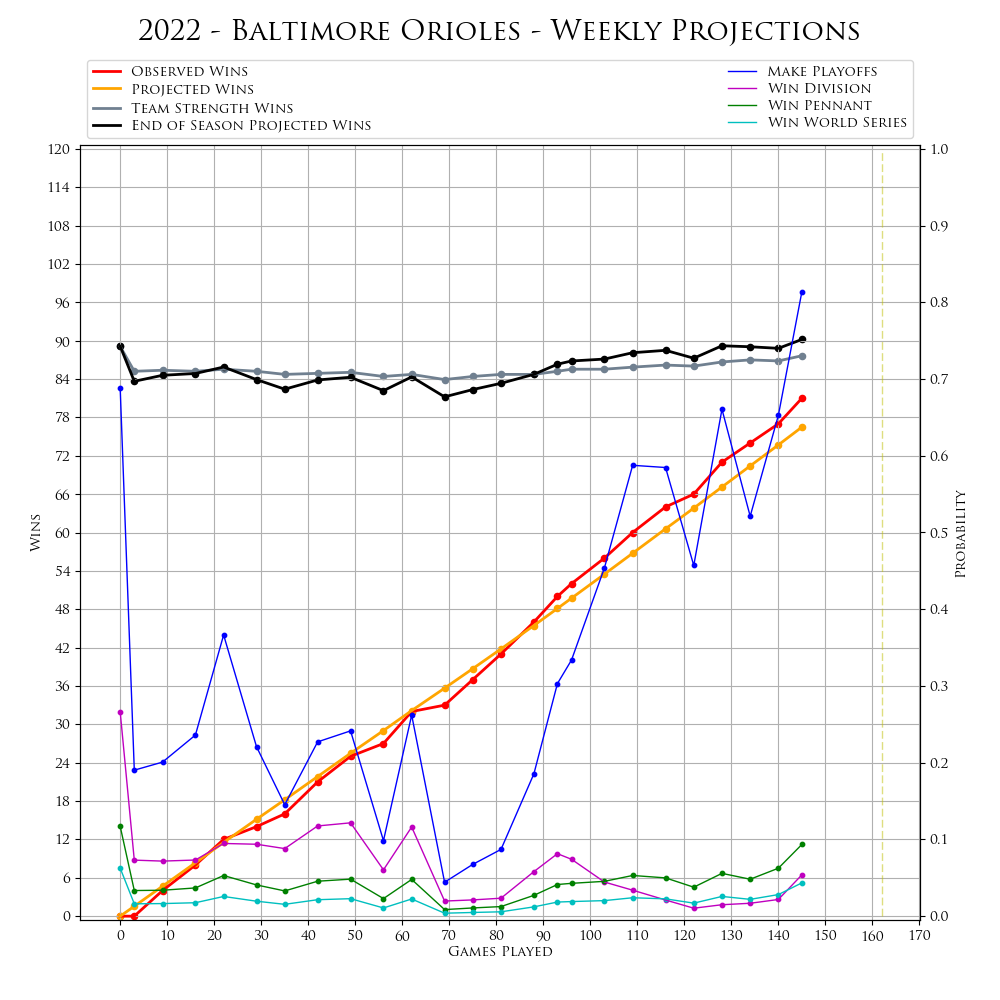 2022 - Baltimore Orioles - Weekly Projections
Observed Wins
Projected Wins
Team Strength Wins
End of Season Projected Wins
Make Playoffs
Win Division
Win Pennant
Win World Series
120
114
108
102
96
90
84
78
72
66
60
54
48
42
36
30
24
18
12
6
0
Wins
1.0
0.9
0.8
0.7
0.6
0.5
0.4
0.3
0.2
0.1
0.0
Probability
0 10 20 30 40 50 60 70 80 90 100 110 120 130 140 150 160 170
Games Played